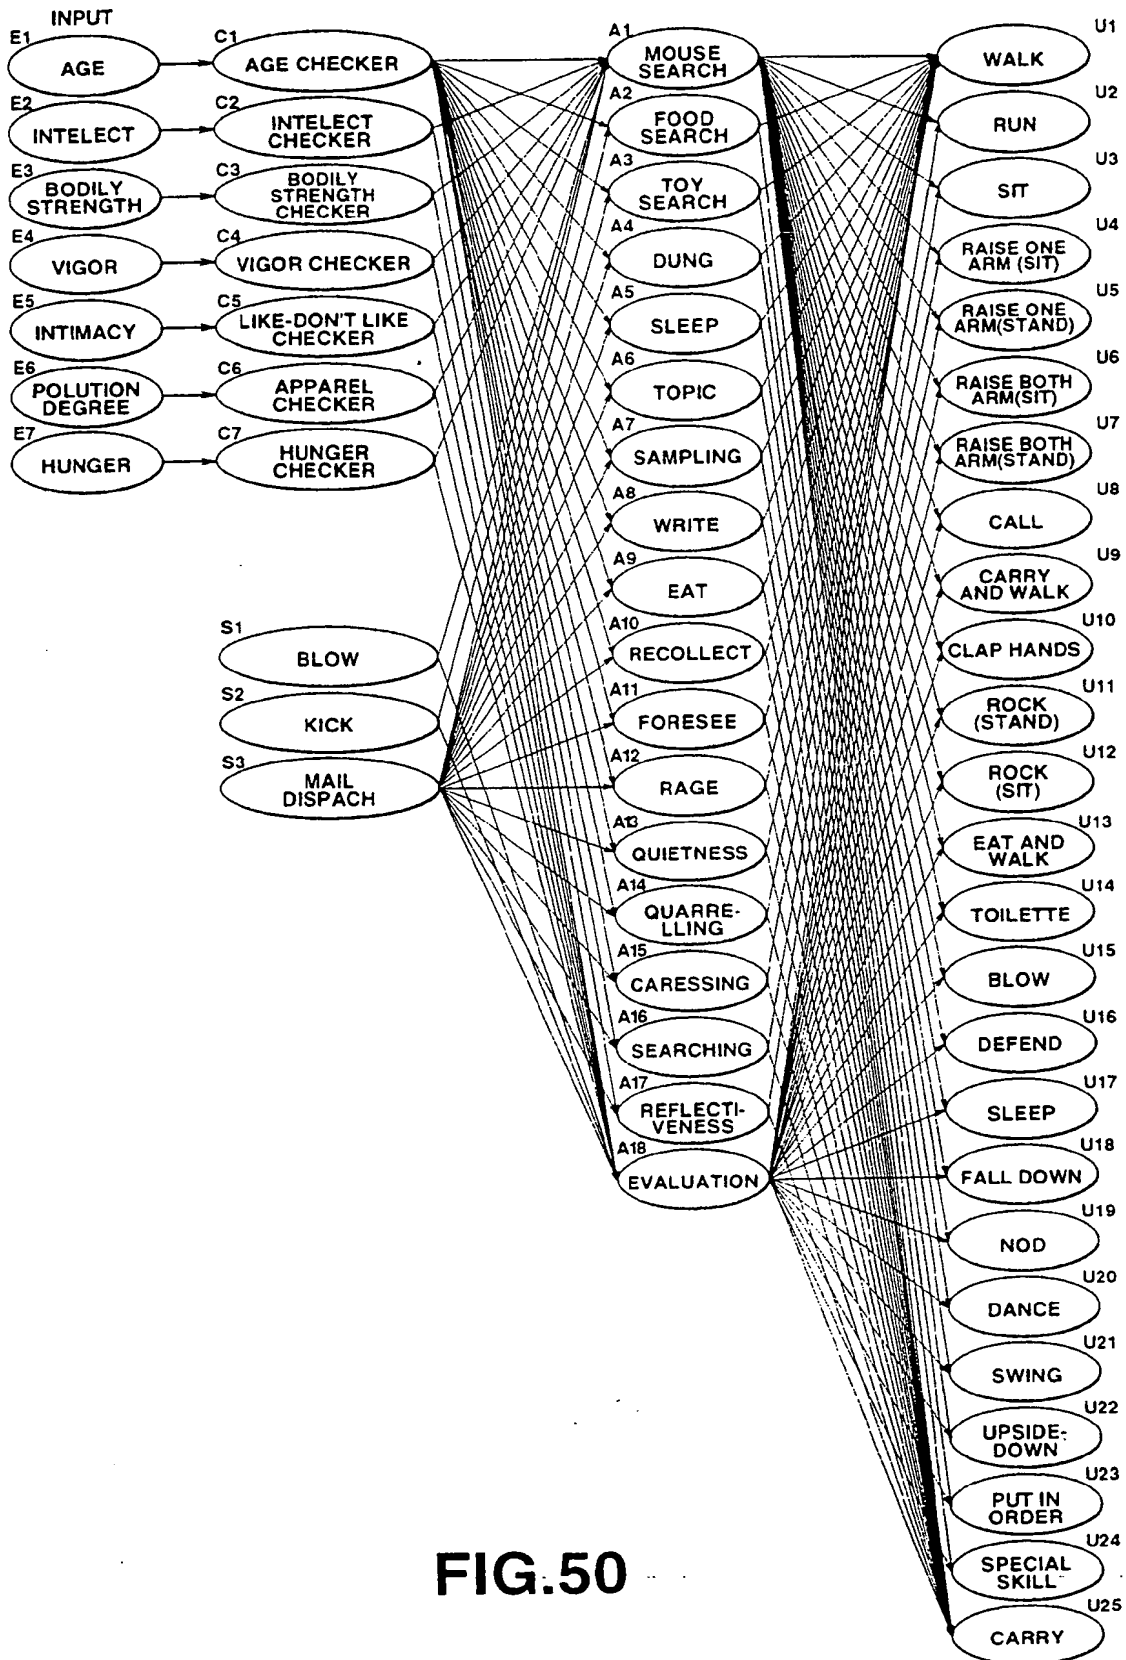 INPUT
E1
AGE
E2
INTELECT
E3
BODILY
STRENGTH
E4
VIGOR
E5
INTIMACY
E6
POLUTION
DEGREE
E7
HUNGER
C1
AGE CHECKER
C2
INTELECT
CHECKER
C3
BODILY
STRENGTH
CHECKER
C4
VIGOR CHECKER
C5
LIKE-DON'T LIKE
CHECKER
C6
APPAREL
CHECKER
C7
HUNGER
CHECKER
S1
BLOW
S2
KICK
S3
MAIL
DISPACH
A1
MOUSE
SEARCH
A2
FOOD
SEARCH
A3
TOY
SEARCH
A4
DUNG
A5
SLEEP
A6
TOPIC
A7
SAMPLING
A8
WRITE
A9
EAT
A10
RECOLLECT
A11
FORESEE
A12
RAGE
A13
QUIETNESS
A14
QUARRE-
LLING
A15
CARESSING
A16
SEARCHING
A17
REFLECTI-
VENESS
A18
EVALUATION
U1
WALK
U2
RUN
U3
SIT
U4
RAISE ONE
ARM (SIT)
U5
RAISE ONE
ARM(STAND)
U6
RAISE BOTH
ARM(SIT)
U7
RAISE BOTH
ARM(STAND)
U8
CALL
U9
CARRY
AND WALK
U10
CLAP HANDS
U11
ROCK
(STAND)
U12
ROCK
(SIT)
U13
EAT AND
WALK
U14
TOILETTE
U15
BLOW
U16
DEFEND
U17
SLEEP
U18
FALL DOWN
U19
NOD
U20
DANCE
U21
SWING
U22
UPSIDE-
DOWN
U23
PUT IN
ORDER
U24
SPECIAL
SKILL
U25
CARRY
FIG.50